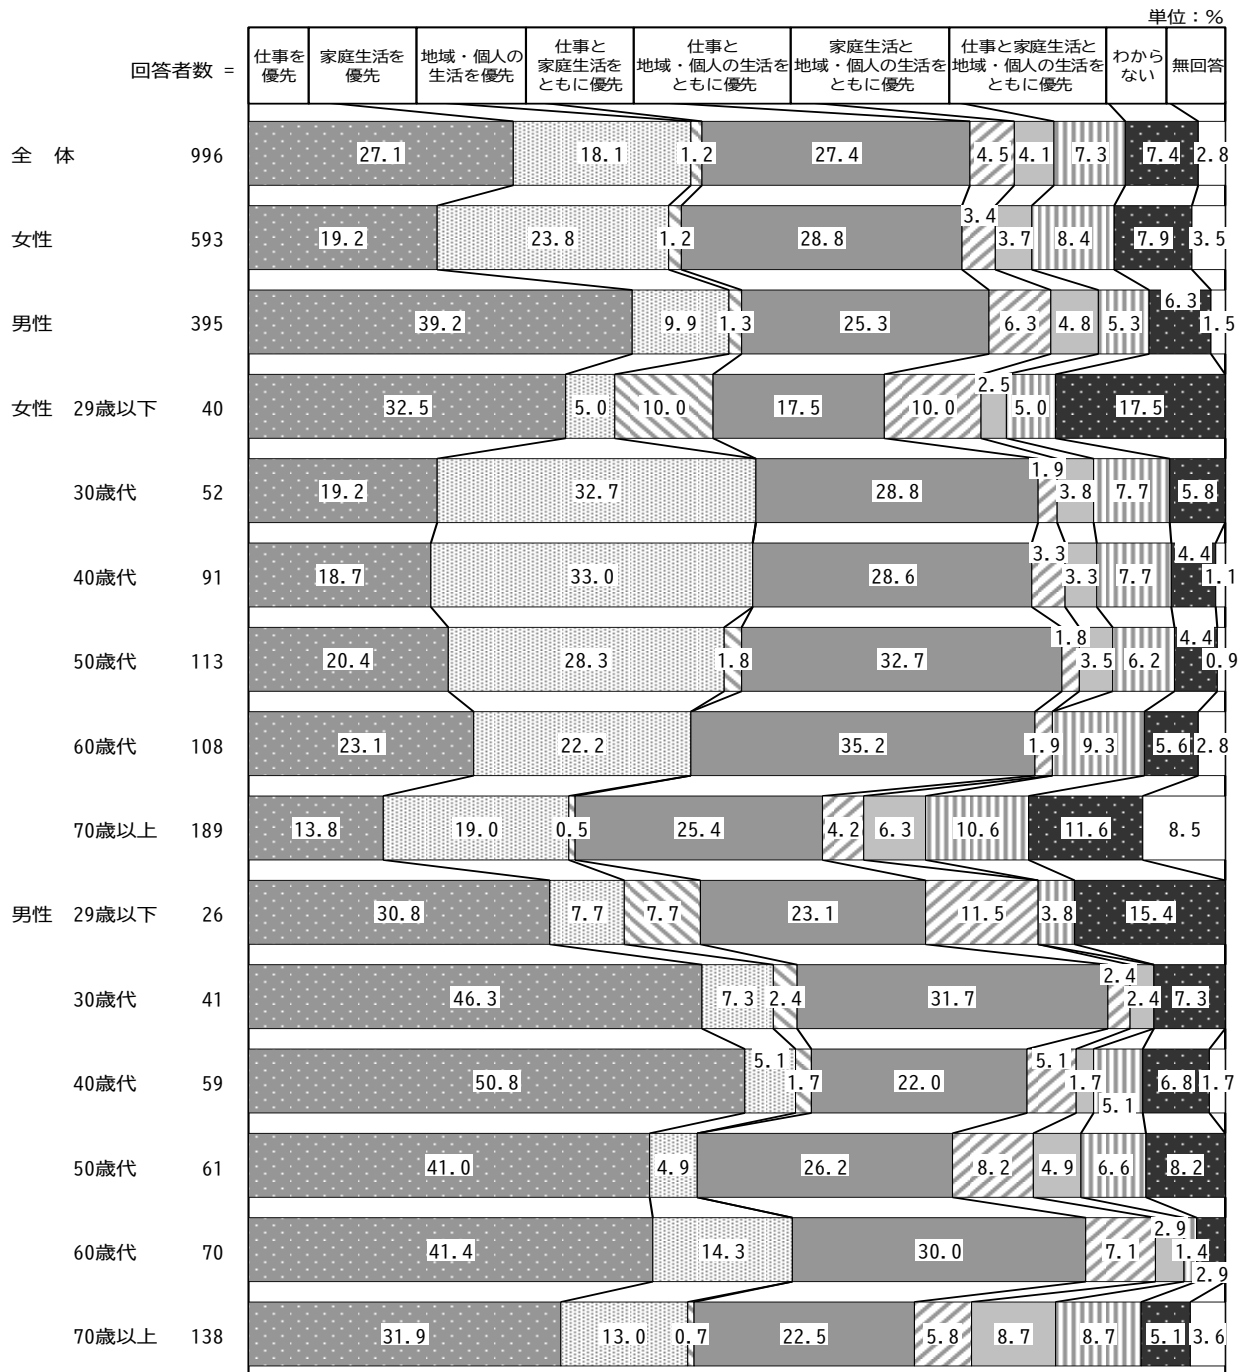 単位：%
回答者数 =
仕事を
優先
家庭生活を
優先
地域・個人の
生活を優先
仕事と
家庭生活を
ともに優先
仕事と
地域・個人の生活を
ともに優先
家庭生活と
地域・個人の生活を
ともに優先
仕事と家庭生活と
地域・個人の生活を
ともに優先
わから
ない
無回答
全 体 996 27.1 18.1 1.2 27.4 4.5 4.1 7.3 7.4 2.8
女性 593 19.2 23.8 1.2 28.8 3.4 3.7 8.4 7.9 3.5
男性 395 39.2 9.9 1.3 25.3 6.3 4.8 5.3 6.3 1.5
女性 29歳以下 40 32.5 5.0 10.0 17.5 10.0 2.5 5.0 17.5
30歳代 52 19.2 32.7 28.8 1.9 3.8 7.7 5.8
40歳代 91 18.7 33.0 28.6 3.3 3.3 7.7 4.4 1.1
50歳代 113 20.4 28.3 1.8 32.7 1.8 3.5 6.2 4.4 0.9
60歳代 108 23.1 22.2 35.2 1.9 9.3 5.6 2.8
70歳以上 189 13.8 19.0 0.5 25.4 4.2 6.3 10.6 11.6 8.5
男性 29歳以下 26 30.8 7.7 7.7 23.1 11.5 3.8 15.4
30歳代 41 46.3 7.3 2.4 31.7 2.4 2.4 7.3
40歳代 59 50.8 5.1 1.7 22.0 5.1 1.7 5.1 6.8 1.7
50歳代 61 41.0 4.9 26.2 8.2 4.9 6.6 8.2
60歳代 70 41.4 14.3 30.0 7.1 2.9 1.4 2.9
70歳以上 138 31.9 13.0 0.7 22.5 5.8 8.7 8.7 5.1 3.6